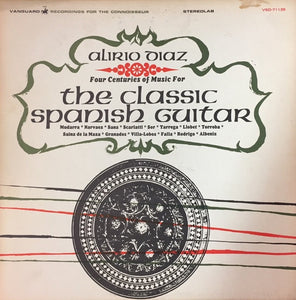 VANGUARD RECORDINGS FOR THE CONNOISSEUR STEREOLAB VSD-71135
ALIRIO DIAZ
Four Centuries of Music For
the classic
spanish guitar
Mudarra * Narvaez * Sanz * Scarlatti * Sor * Tarrega * Llobet * Torroba
Sainz de la Maza * Granados * Villa-Lobos * Falla * Rodrigo * Albeniz